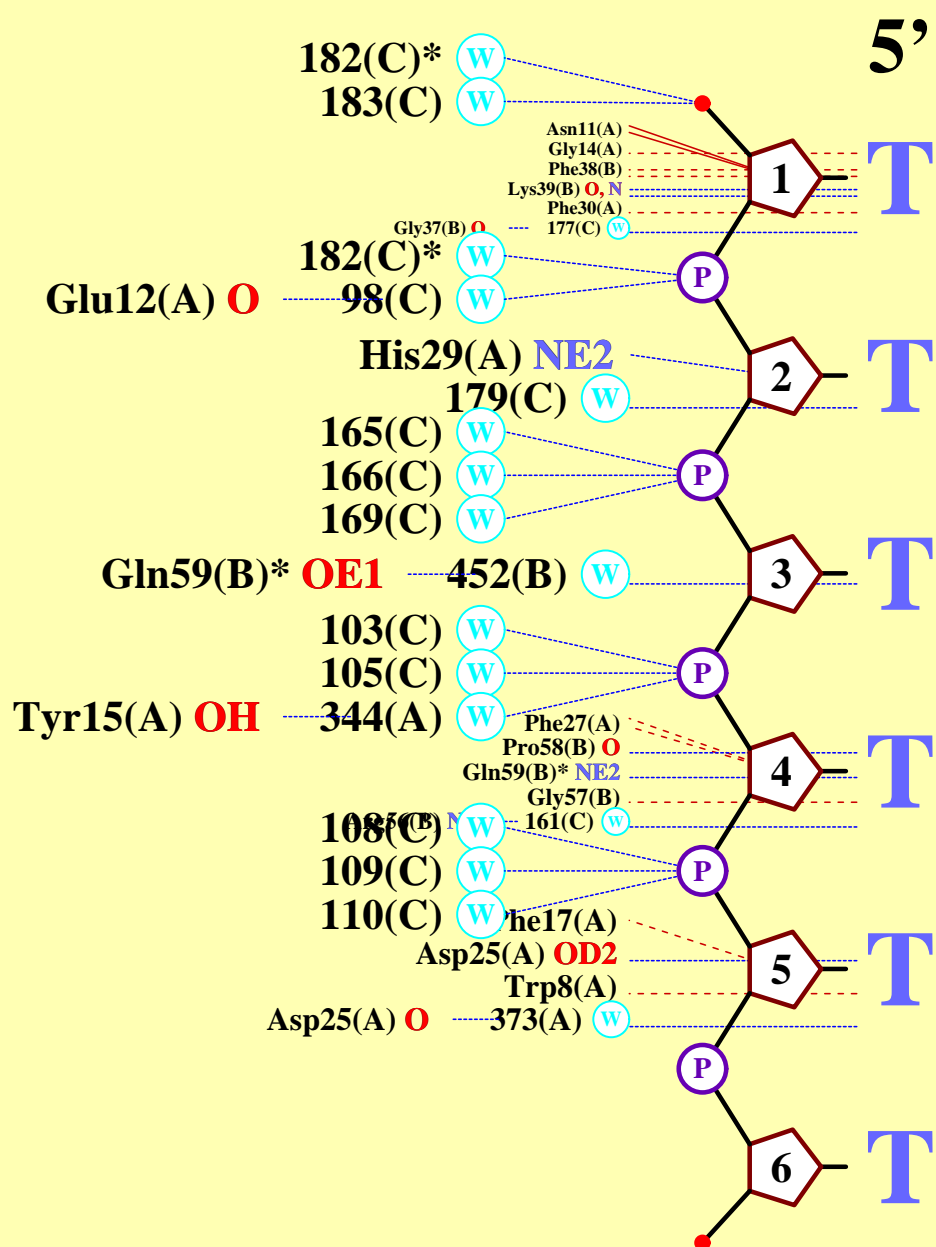 5’
182(C)* W
183(C) W
Asn11(A)
Gly14(A)
T
Phe38(B)
1
Lys39(B) O, N
Phe30(A)
Gly37(B) O 177(C) W
182(C)* W
P
Glu12(A) O 98(C) W
His29(A) NE2
2 T
179(C) W
165(C) W
166(C) W P
169(C) W
Gln59(B)* OE1 452(B) W 3 T
103(C) W
105(C) W P
Tyr15(A) OH 344(A) W
Phe27(A)
Pro58(B) O
Gln59(B)* NE2 4 T
Gly57(B)
N 161(C) W
108(C) W
109(C) W P
110(C) W
Phe17(A)
Asp25(A) OD2
5 T
Trp8(A)
Asp25(A) O 373(A) W
P
6 T